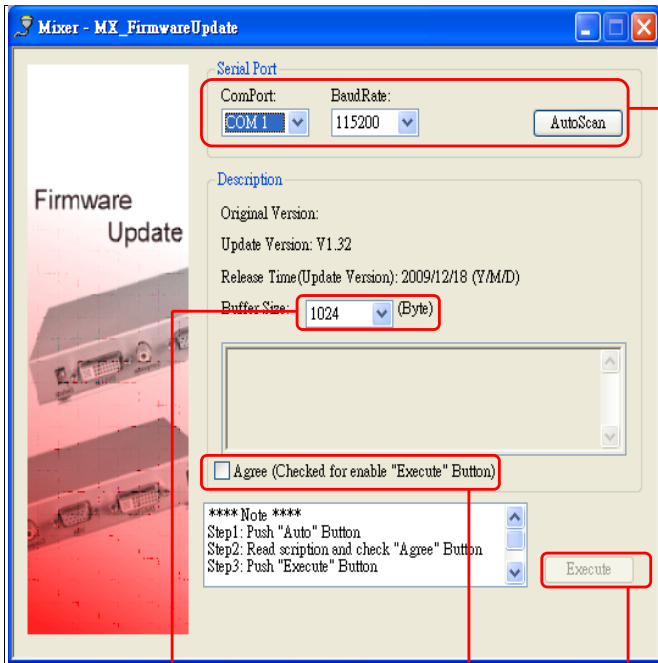 Mixer - MX_FirmwareUpdate
Firmware
Update
Serial Port
ComPort: BaudRate:
COM 1 115200 AutoScan
Description
Original Version:
Update Version: V1.32
Release Time(Update Version): 2009/12/18 (Y/M/D)
Buffer Size: 1024 (Byte)
Agree (Checked for enable "Execute" Button)
**** Note ****
Step1: Push "Auto" Button
Step2: Read scription and check "Agree" Button
Step3: Push "Execute" Button
Execute